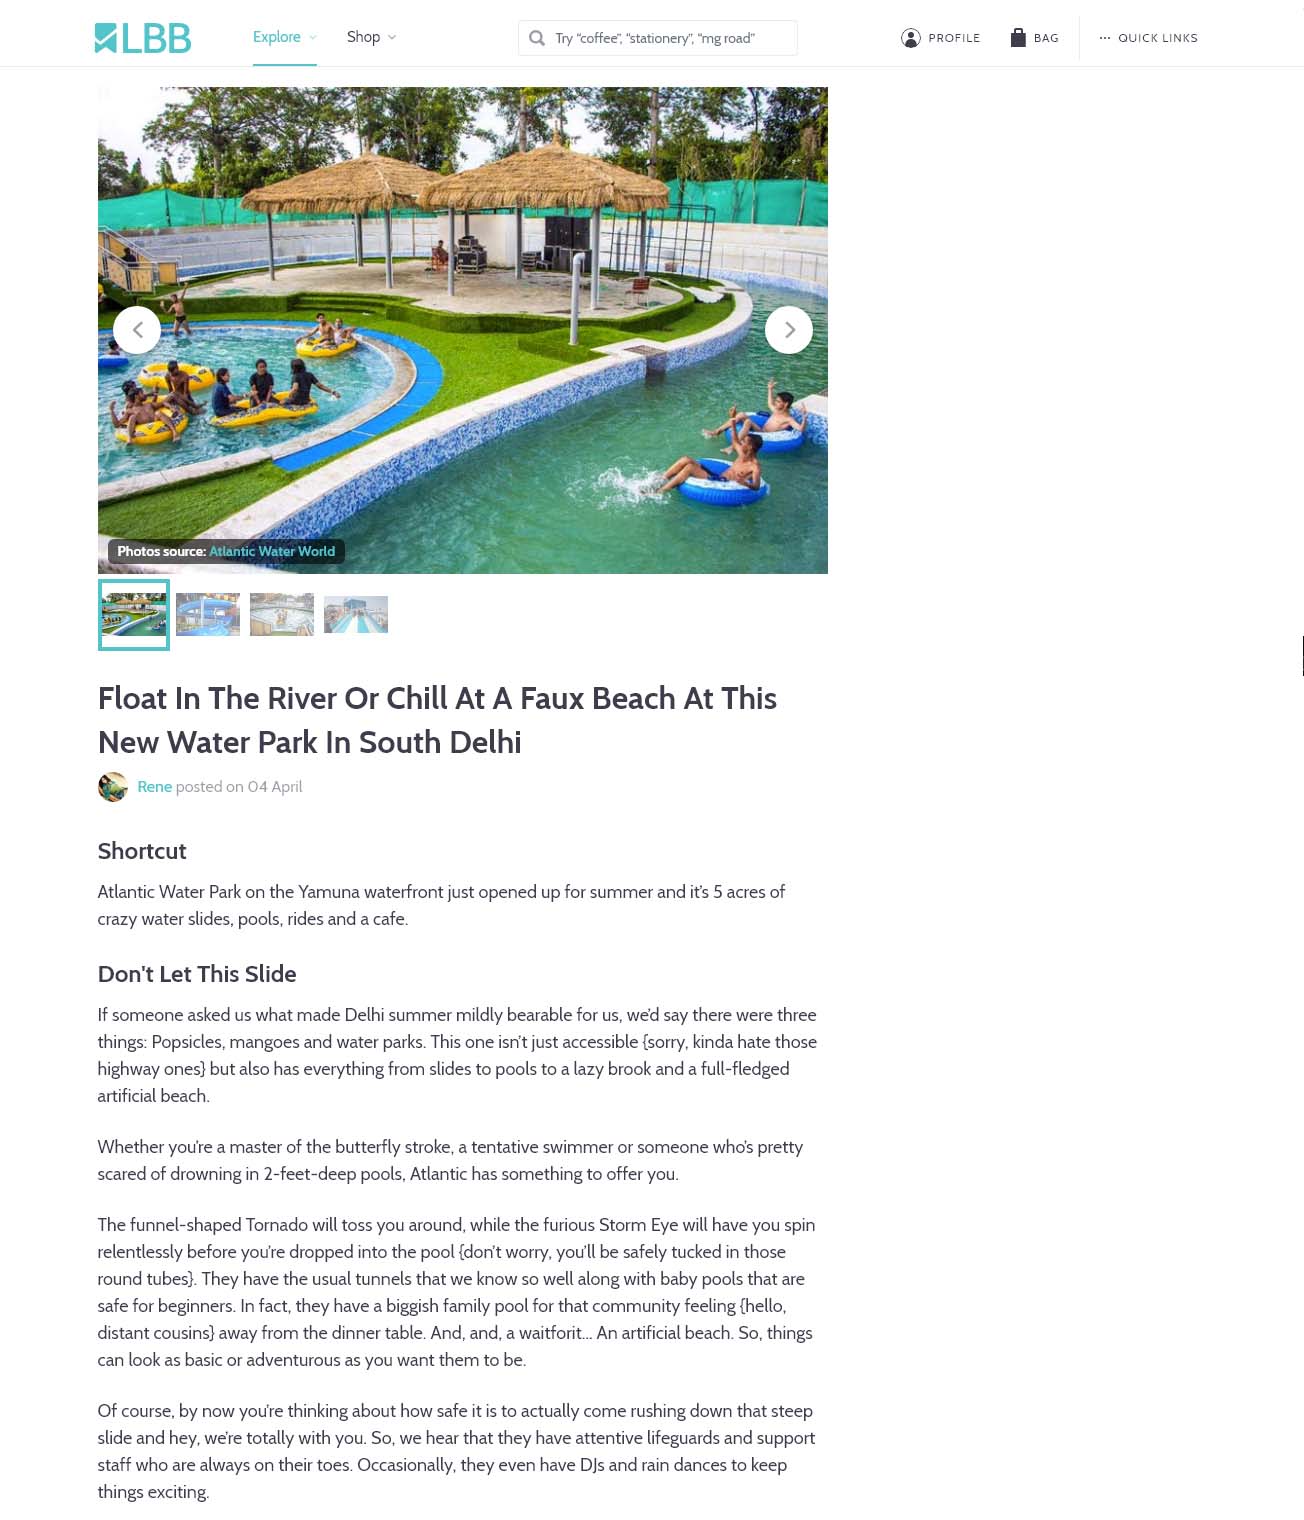 LBB
Explore
Shop
Try “coffee”, “stationery”, “mg road”
PROFILE
BAG
QUICK LINKS
Photos source: Atlantic Water World
Float In The River Or Chill At A Faux Beach At This
New Water Park In South Delhi
Rene posted on 04 April
Shortcut
Atlantic Water Park on the Yamuna waterfront just opened up for summer and it’s 5 acres of
crazy water slides, pools, rides and a cafe.
Don't Let This Slide
If someone asked us what made Delhi summer mildly bearable for us, we’d say there were three
things: Popsicles, mangoes and water parks. This one isn’t just accessible {sorry, kinda hate those
highway ones} but also has everything from slides to pools to a lazy brook and a full-fledged
artificial beach.
Whether you’re a master of the butterfly stroke, a tentative swimmer or someone who’s pretty
scared of drowning in 2-feet-deep pools, Atlantic has something to offer you.
The funnel-shaped Tornado will toss you around, while the furious Storm Eye will have you spin
relentlessly before you’re dropped into the pool {don’t worry, you’ll be safely tucked in those
round tubes}. They have the usual tunnels that we know so well along with baby pools that are
safe for beginners. In fact, they have a biggish family pool for that community feeling {hello,
distant cousins} away from the dinner table. And, and, a waitforit... An artificial beach. So, things
can look as basic or adventurous as you want them to be.
Of course, by now you’re thinking about how safe it is to actually come rushing down that steep
slide and hey, we’re totally with you. So, we hear that they have attentive lifeguards and support
staff who are always on their toes. Occasionally, they even have DJs and rain dances to keep
things exciting.